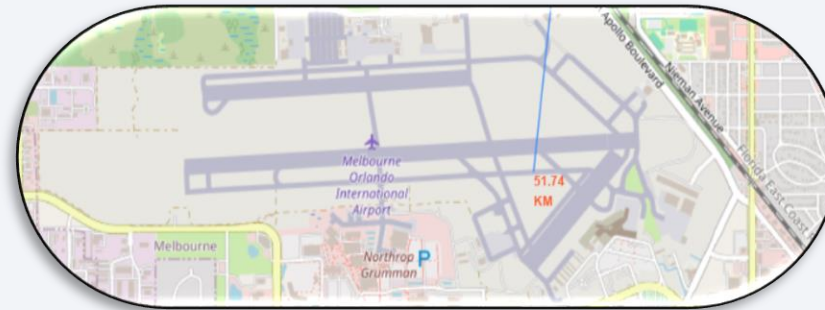 Apollo Boulevard
Nieman Avenue
Florida East Coast
Melbourne
Orlando
International
Airport
51.74
KM
Melbourne
Northrop
Grumman
P